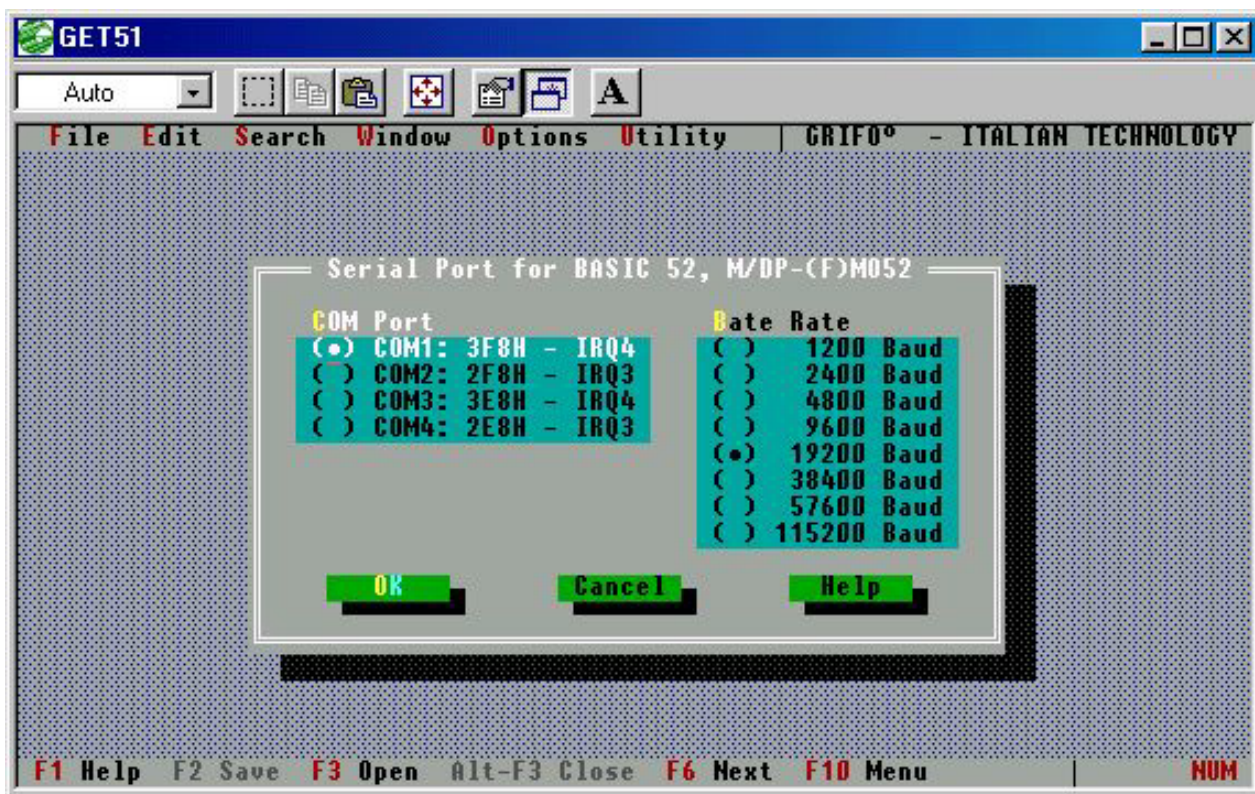 GET51
Auto
A
File Edit Search Window Options Utility | GRIFO° - ITALIAN TECHNOLOGY
Serial Port for BASIC 52, M/DP-(F)M052
COM Port Bate Rate
(•) COM1: 3F8H - IRQ4 ( ) 1200 Baud
( ) COM2: 2F8H - IRQ3 ( ) 2400 Baud
( ) COM3: 3E8H - IRQ4 ( ) 4800 Baud
( ) COM4: 2E8H - IRQ3 ( ) 9600 Baud
(•) 19200 Baud
( ) 38400 Baud
( ) 57600 Baud
( ) 115200 Baud
OK Cancel Help
F1 Help F2 Save F3 Open Alt-F3 Close F6 Next F10 Menu | NUM